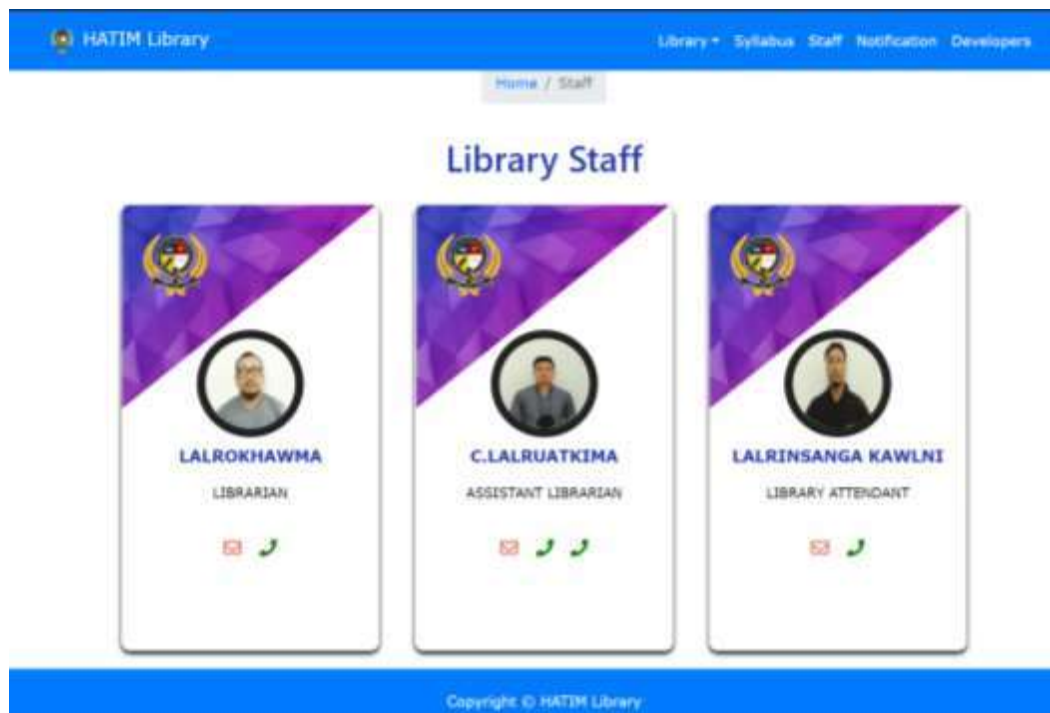 HATIM Library
Library Syllabus Staff Notification Developers
Home / Staff
Library Staff
LALROKHAWMA
LIBRARIAN
C.LALRUATKIMA
ASSISTANT LIBRARIAN
LALRINSANGA KAWLNI
LIBRARY ATTENDANT
Copyright © HATIM Library